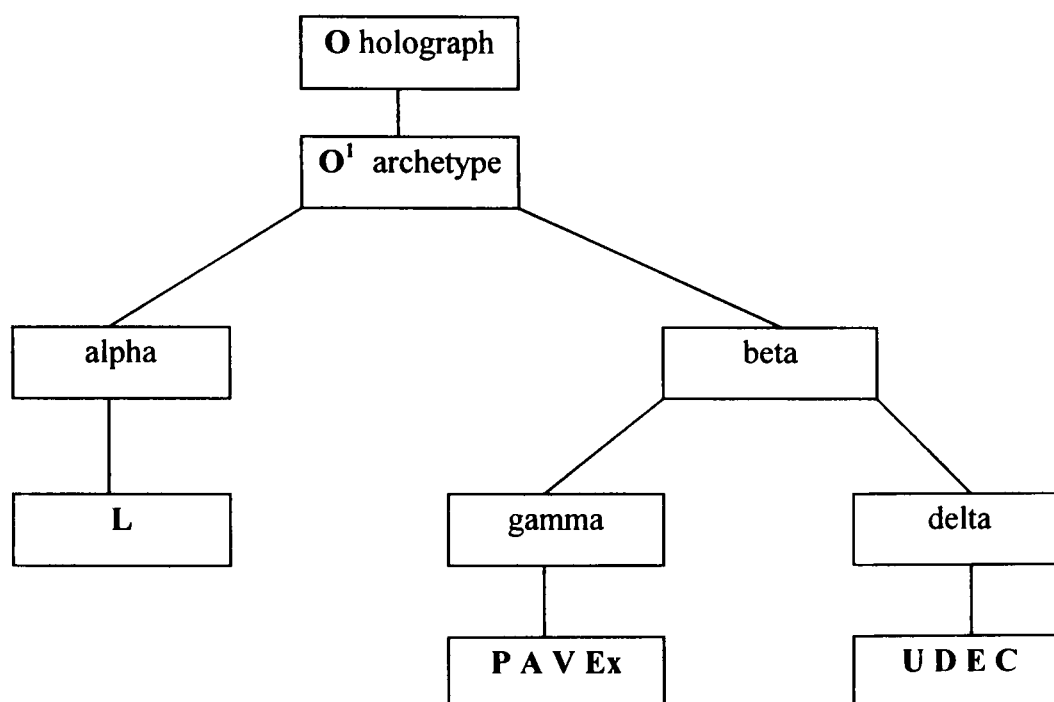 O holograph
O¹ archetype
alpha
beta
L
gamma
delta
P A V Ex
U D E C